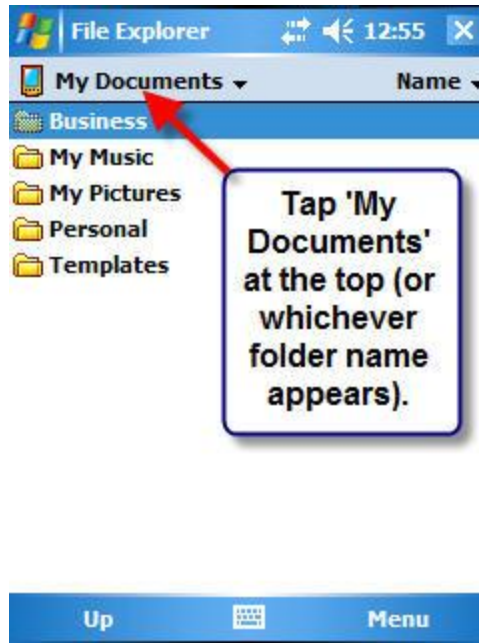 File Explorer 12:55
My Documents Name
Business
My Music
My Pictures
Personal
Templates
Tap 'My
Documents'
at the top (or
whichever
folder name
appears).
Up Menu